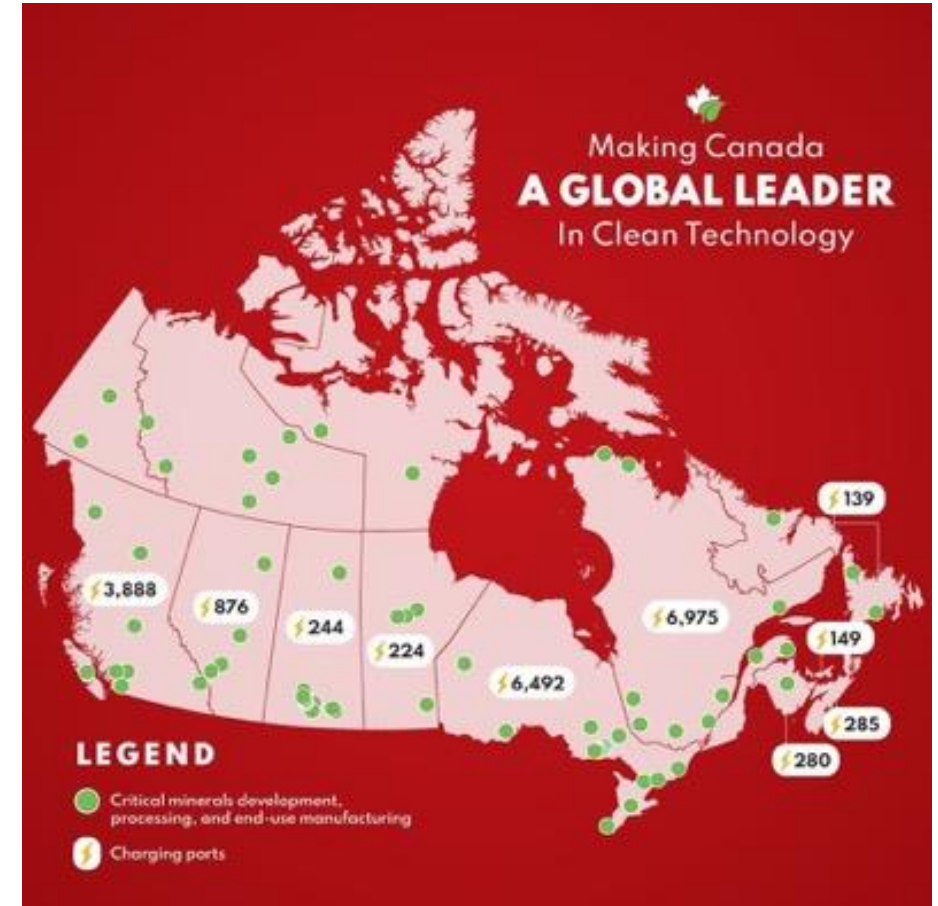 Making Canada
A GLOBAL LEADER
In Clean Technology
139
3,888
876
244
224
6,975
6,492
149
285
280
LEGEND
Critical minerals development,
processing, and end-use manufacturing
Charging ports